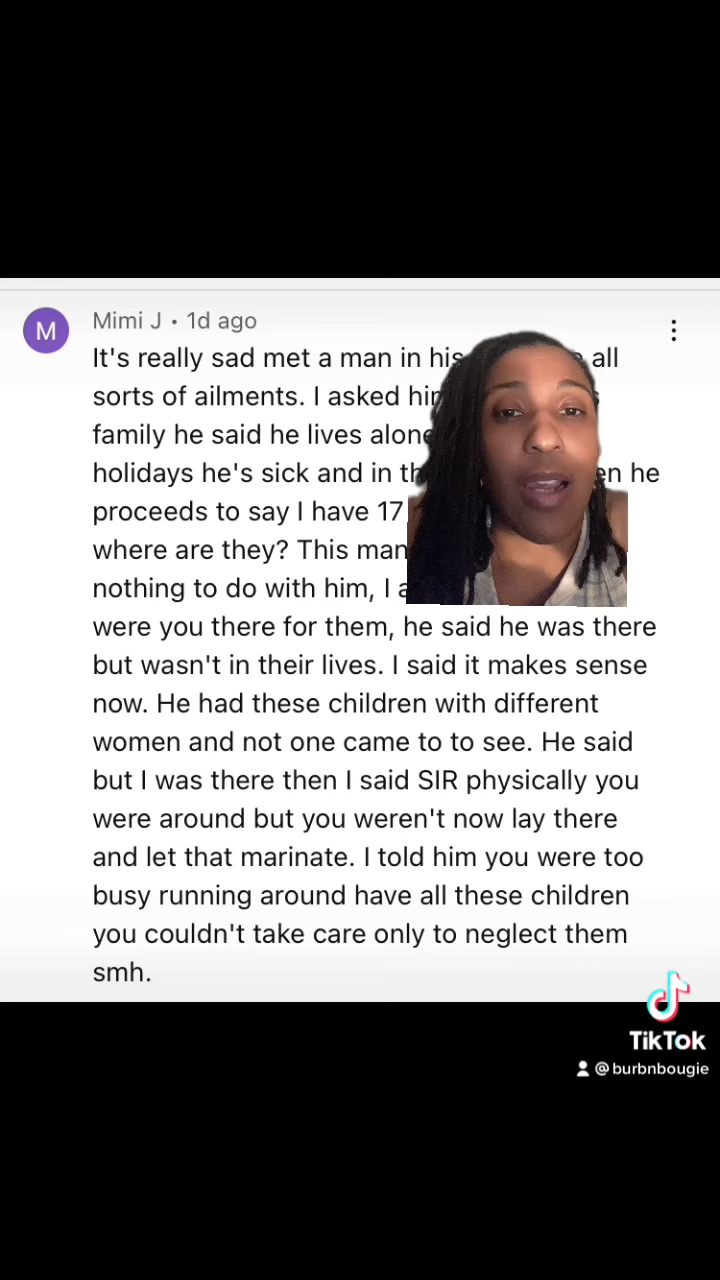 M
Mimi J • 1d ago
It's really sad met a man in his all
sorts of ailments. I asked
family he said he lives alone
holidays he's sick and in he
proceeds to say I have 17
where are they? This man
nothing to do with him, I
were you there for them, he said he was there
but wasn't in their lives. I said it makes sense
now. He had these children with different
women and not one came to to see. He said
but I was there then I said SIR physically you
were around but you weren't now lay there
and let that marinate. I told him you were too
busy running around have all these children
you couldn't take care only to neglect them
smh.
TikTok
@burbnbougie